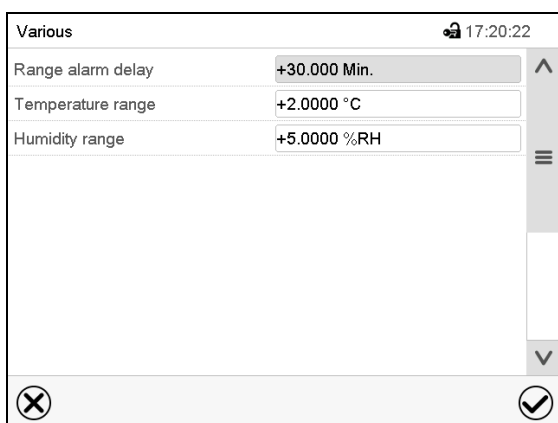 Various 17:20:22
Range alarm delay +30.000 Min.
Temperature range +2.0000 °C
Humidity range +5.0000 %RH